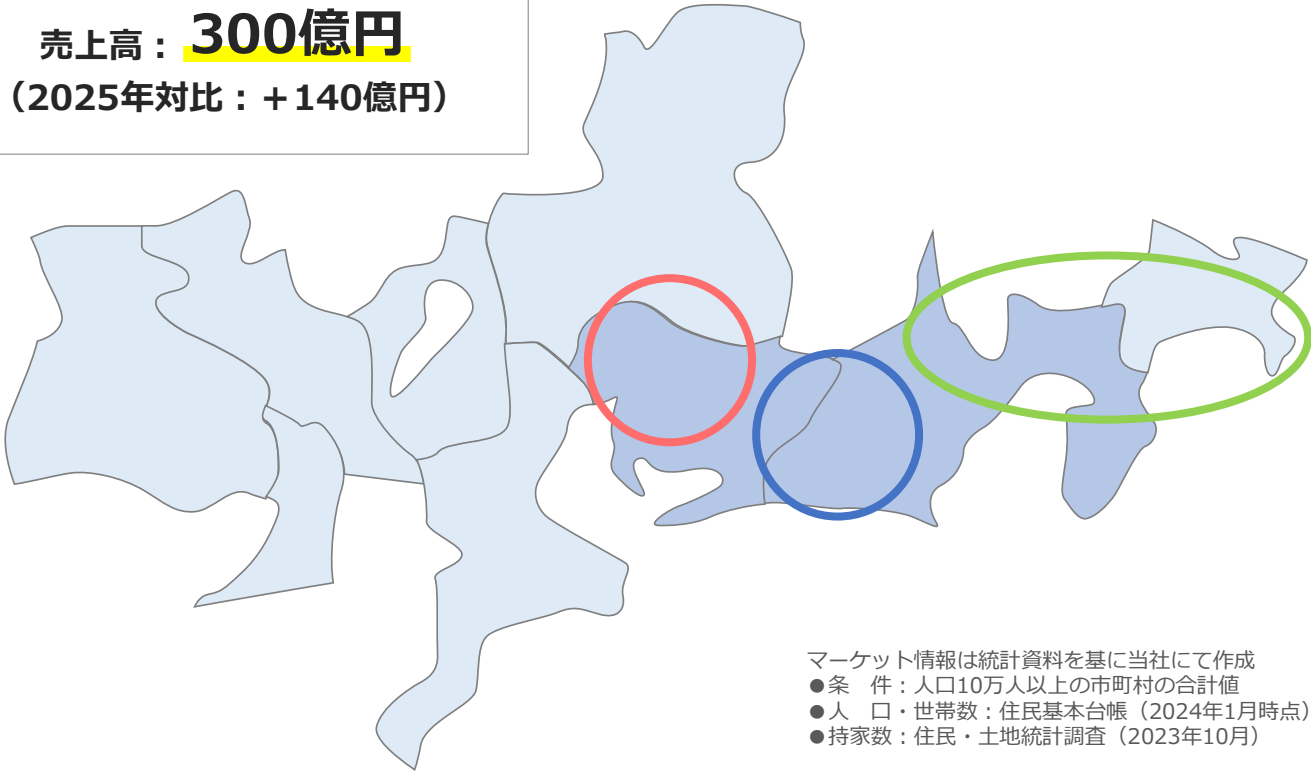 売上高：300億円
（2025年対比：＋140億円）
マーケット情報は統計資料を基に当社にて作成
●条　件：人口10万人以上の市町村の合計値
●人　口・世帯数：住民基本台帳（2024年1月時点）
●持家数：住民・土地統計調査（2023年10月）